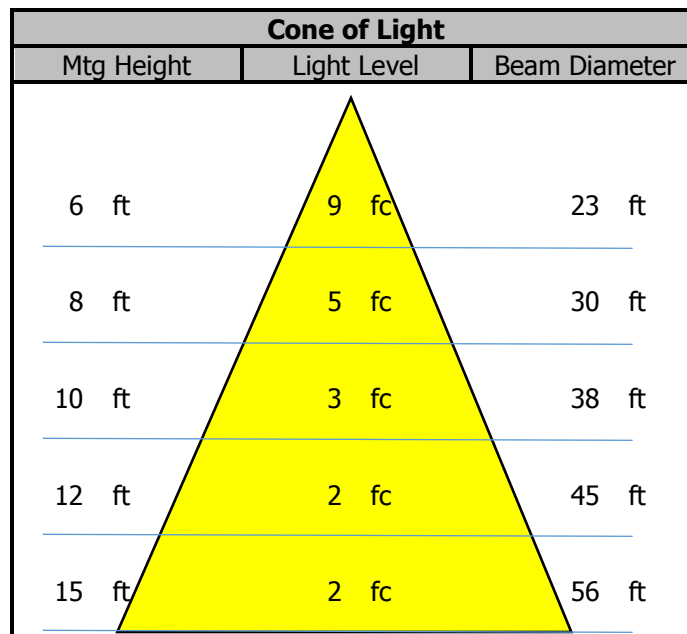 Cone of Light
Mtg Height Light Level Beam Diameter
6 ft 9 fc 23 ft
8 ft 5 fc 30 ft
10 ft 3 fc 38 ft
12 ft 2 fc 45 ft
15 ft 2 fc 56 ft